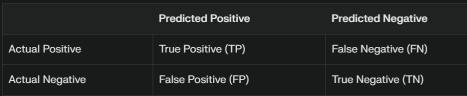 Predicted Positive Predicted Negative
Actual Positive True Positive (TP) False Negative (FN)
Actual Negative False Positive (FP) True Negative (TN)